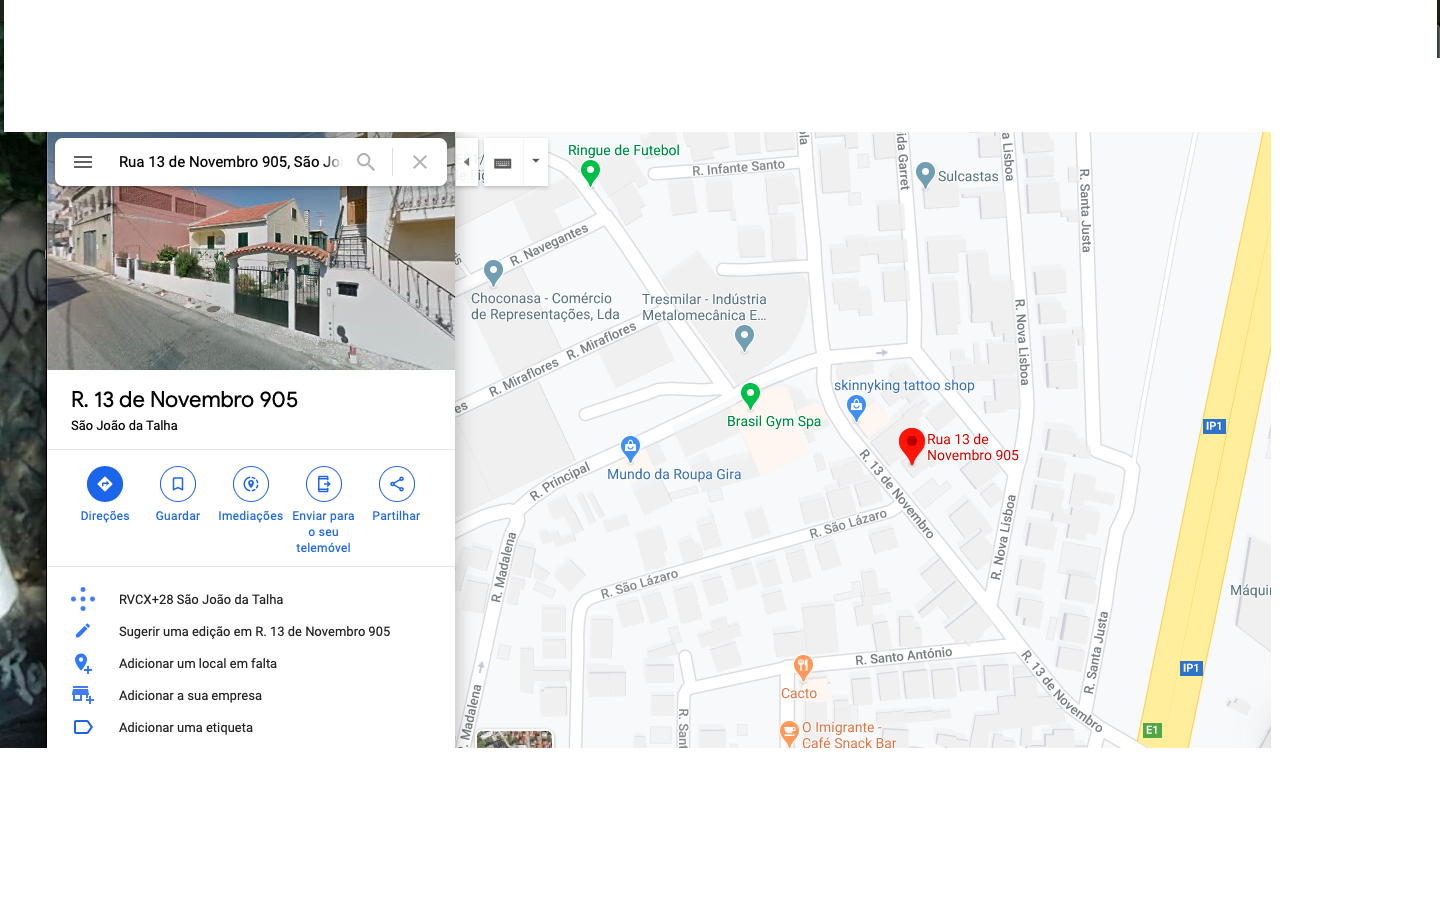 Rua 13 de Novembro 905, São Jo
R. 13 de Novembro 905
São João da Talha
Direções
Guardar
Imediações
Enviar para
o seu
telemóvel
Partilhar
RVCX+28 São João da Talha
Sugerir uma edição em R. 13 de Novembro 905
Adicionar um local em falta
Adicionar a sua empresa
Adicionar uma etiqueta
Ringue de Futebol
R. Infante Santo
ida Garret
a Lisboa
Sulcastas
R. Santa Justa
R. Navegantes
Choconasa - Comércio
de Representações, Lda
Tresmilar - Indústria
Metalomecânica E...
R. Miraflores
R. Miraflores
R. Nova Lisboa
skinnyking tattoo shop
Brasil Gym Spa
Rua 13 de
Novembro 905
IP1
Mundo da Roupa Gira
R. Principal
R. 13 de Novembro
R. São Lázaro
R. Nova Lisboa
R. Madalena
R. São Lázaro
Máqui
R. Santo António
R. Santa Justa
R. 13 de Novembro
IP1
Cacto
Madalena
R. Sant
O Imigrante -
Café Snack Bar
E1